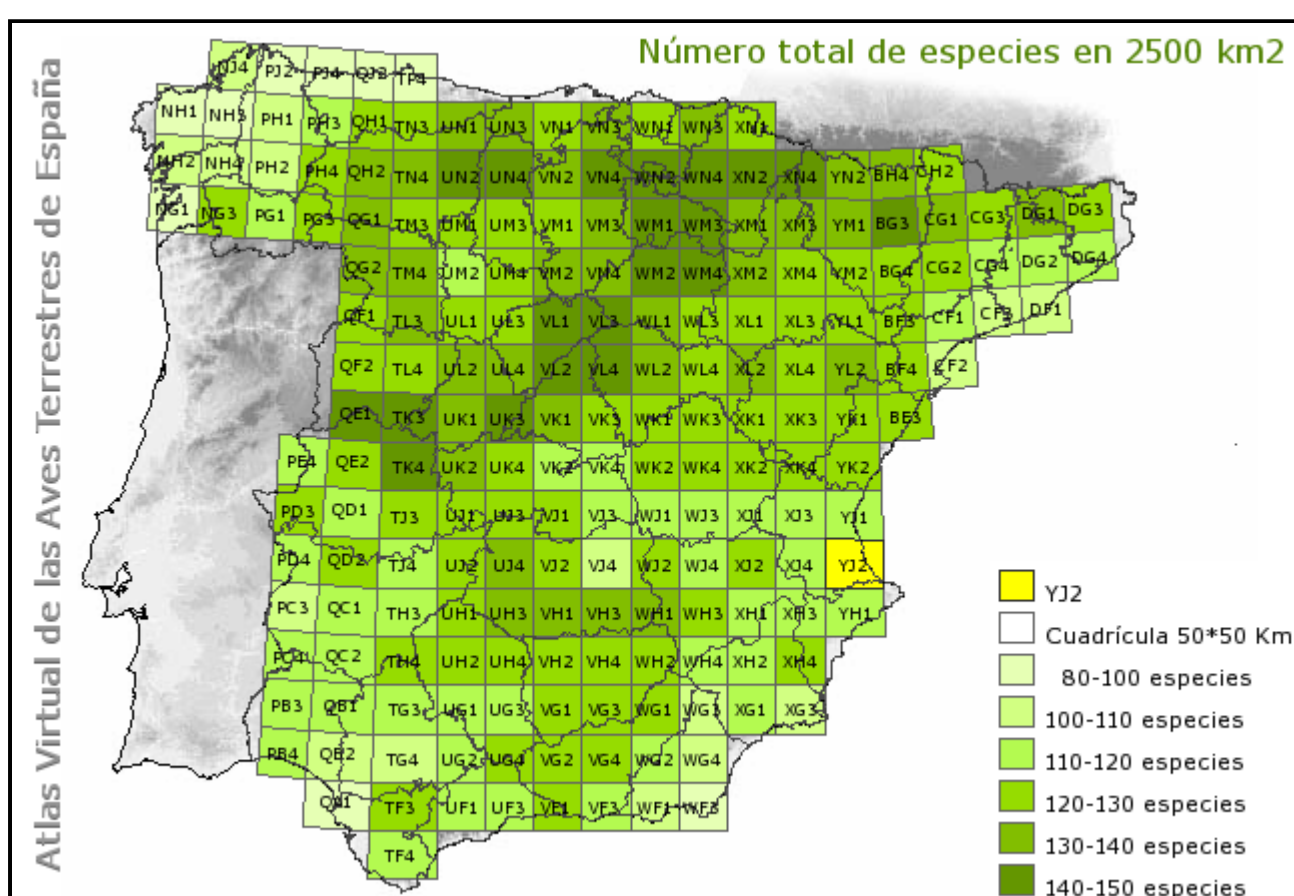 Número total de especies en 2500 km2
Atlas Virtual de las Aves Terrestres de España
NJ4 PJ2 PJ4 QJ2 TP4
NH1 NH3 PH1 PH3 QH1 TN3 UN1 UN3 VN1 VN3 WN1 WN3 XN1
NH2 NH4 PH2 PH4 QH2 TN4 UN2 UN4 VN2 VN4 WN2 WN4 XN2 XN4 YN2 BH4 CH2
NG1 NG3 PG1 PG3 QG1 TM3 UM1 UM3 VM1 VM3 WM1 WM3 XM1 XM3 YM1 BG3 CG1 CG3 DG1 DG3
QG2 TM4 UM2 UM4 VM2 VM4 WM2 WM4 XM2 XM4 YM2 BG4 CG2 CG4 DG2 DG4
QF1 TL3 UL1 UL3 VL1 VL3 WL1 WL3 XL1 XL3 YL1 BF3 CF1 CF3 DF1
QF2 TL4 UL2 UL4 VL2 VL4 WL2 WL4 XL2 XL4 YL2 BF4 CF2
QE1 TK3 UK1 UK3 VK1 VK3 WK1 WK3 XK1 XK3 YK1 BE3
PE4 QE2 TK4 UK2 UK4 VK2 VK4 WK2 WK4 XK2 XK4 YK2
PD3 QD1 TJ3 UJ1 UJ3 VJ1 VJ3 WJ1 WJ3 XJ1 XJ3 YJ1
PD4 QD2 TJ4 UJ2 UJ4 VJ2 VJ4 WJ2 WJ4 XJ2 XJ4 YJ2
PC3 QC1 TH3 UH1 UH3 VH1 VH3 WH1 WH3 XH1 XH3 YH1
PC4 QC2 TH4 UH2 UH4 VH2 VH4 WH2 WH4 XH2 XH4
PB3 QB1 TG3 UG1 UG3 VG1 VG3 WG1 WG3 XG1 XG3
PB4 QB2 TG4 UG2 UG4 VG2 VG4 WG2 WG4
QA1 TF3 UF1 UF3 VF1 VF3 WF1 WF3
TF4
YJ2
Cuadrícula 50*50 Km
80-100 especies
100-110 especies
110-120 especies
120-130 especies
130-140 especies
140-150 especies